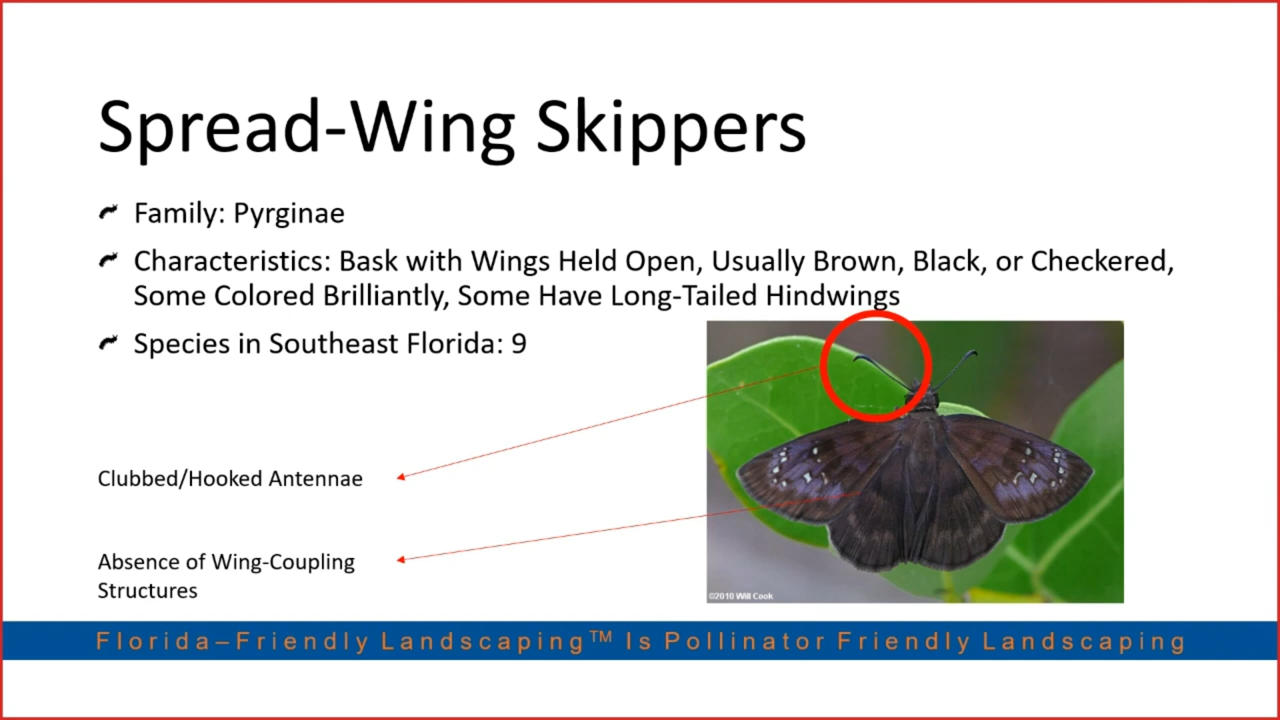 Spread-Wing Skippers
Family: Pyrginae
Characteristics: Bask with Wings Held Open, Usually Brown, Black, or Checkered,
Some Colored Brilliantly, Some Have Long-Tailed Hindwings
Species in Southeast Florida: 9
Clubbed/Hooked Antennae
Absence of Wing-Coupling
Structures
©2010 Will Cook
Florida–Friendly Landscaping™ Is Pollinator Friendly Landscaping